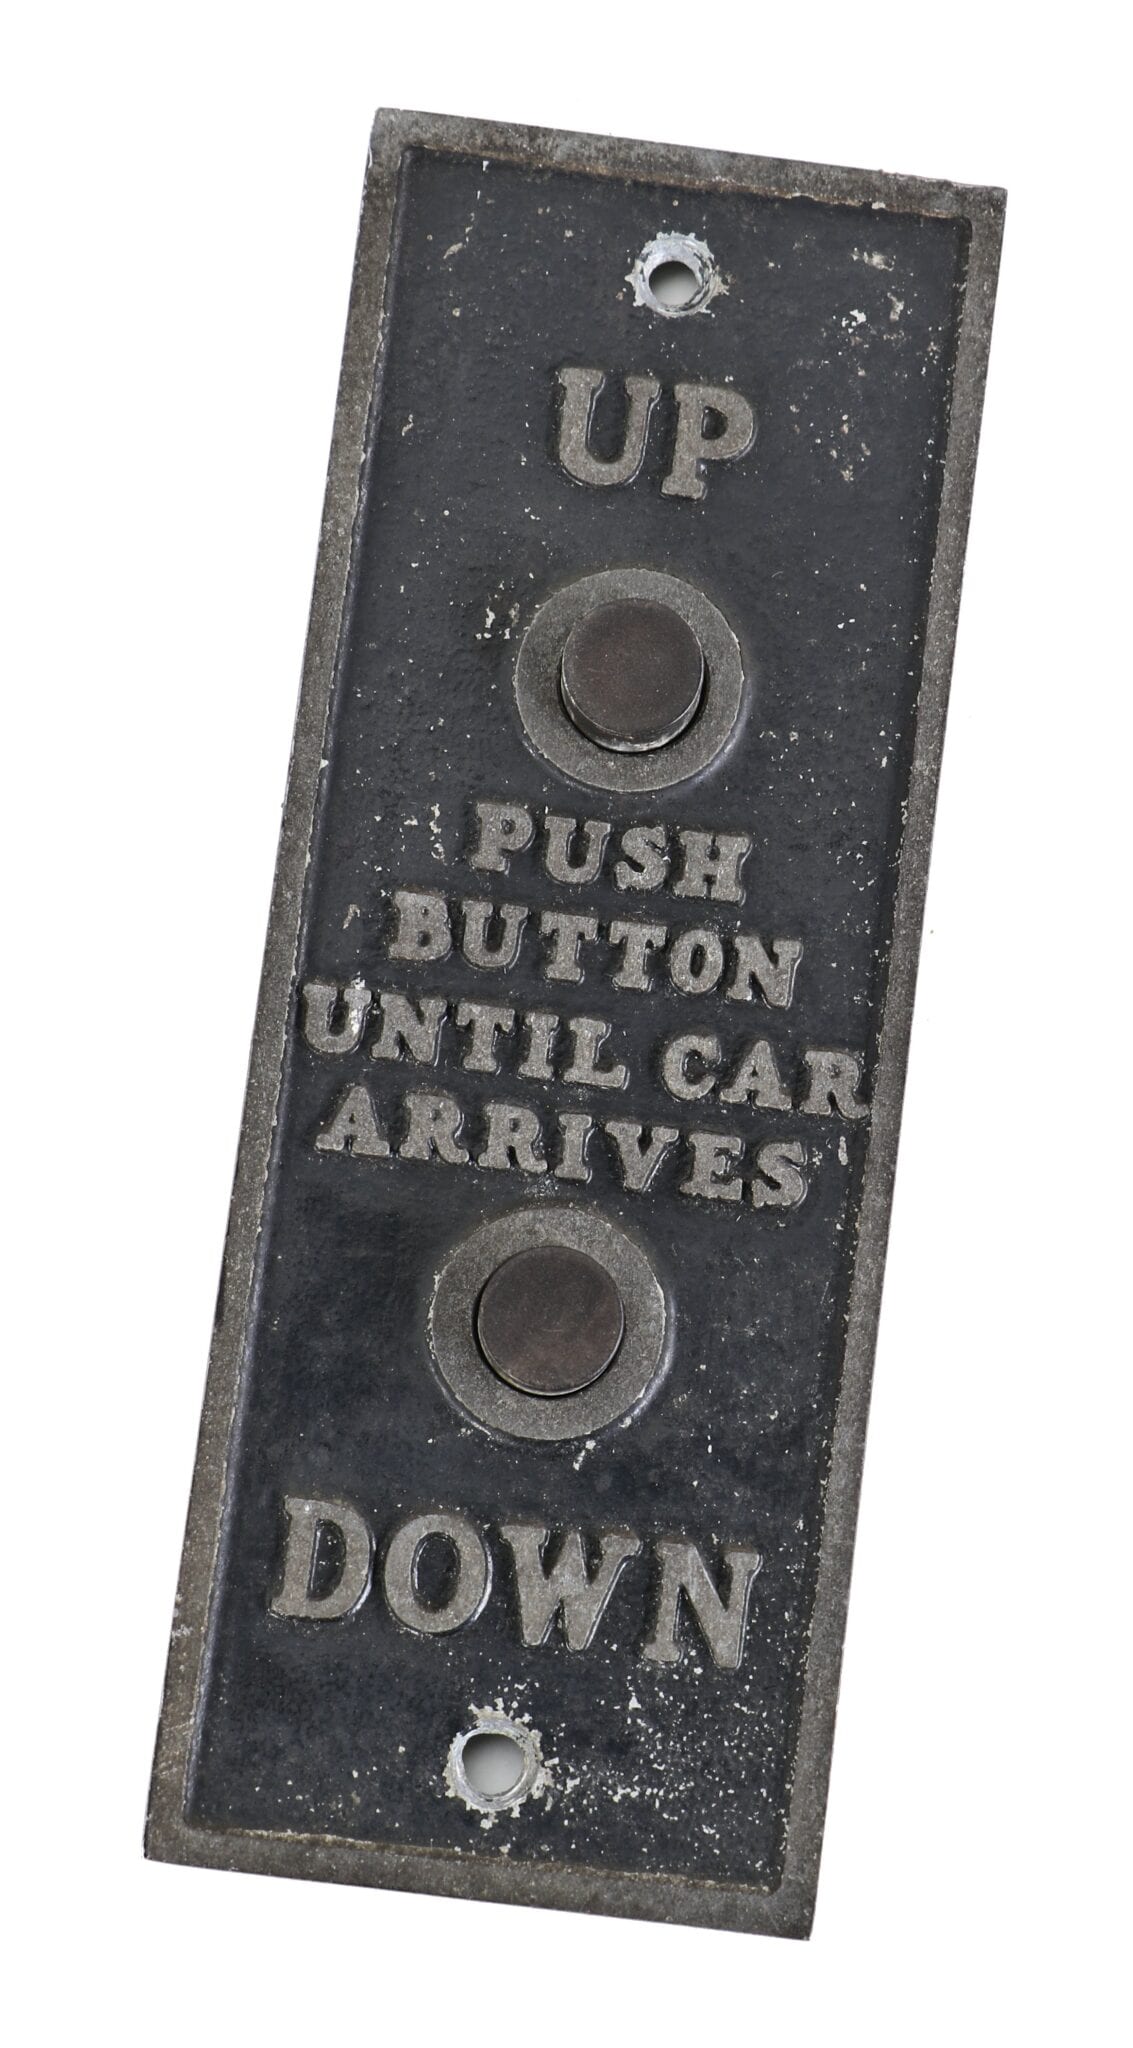 UP
PUSH
BUTTON
UNTIL CAR
ARRIVES
DOWN